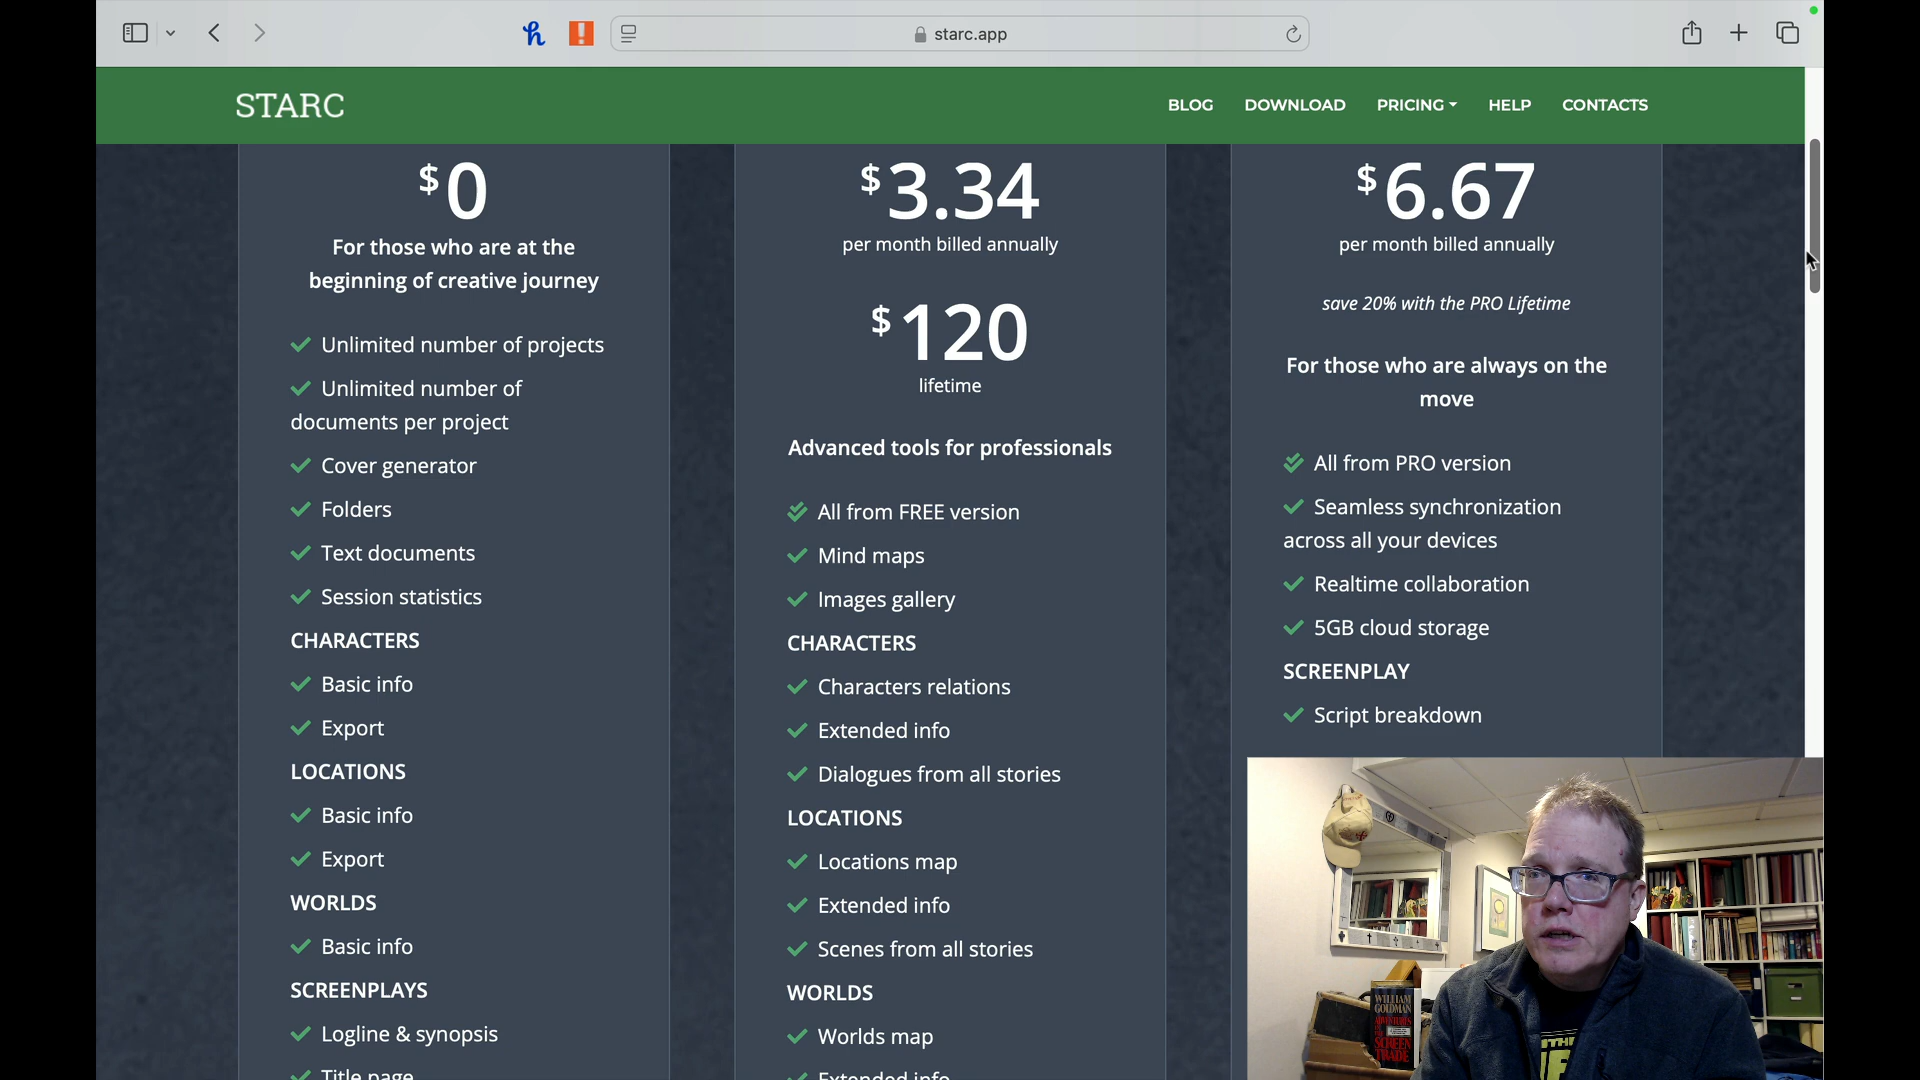 starc.app
STARC
BLOG DOWNLOAD PRICING HELP CONTACTS
$0
For those who are at the
beginning of creative journey
Unlimited number of projects
Unlimited number of
documents per project
Cover generator
Folders
Text documents
Session statistics
CHARACTERS
Basic info
Export
LOCATIONS
Basic info
Export
WORLDS
Basic info
SCREENPLAYS
Logline & synopsis
Title page
$3.34
per month billed annually
$120
lifetime
Advanced tools for professionals
All from FREE version
Mind maps
Images gallery
CHARACTERS
Characters relations
Extended info
Dialogues from all stories
LOCATIONS
Locations map
Extended info
Scenes from all stories
WORLDS
Worlds map
Extended info
$6.67
per month billed annually
save 20% with the PRO Lifetime
For those who are always on the
move
All from PRO version
Seamless synchronization
across all your devices
Realtime collaboration
5GB cloud storage
SCREENPLAY
Script breakdown
WILLIAM
GOLDMAN
ADVENTURES
IN THE
SCREEN
TRADE